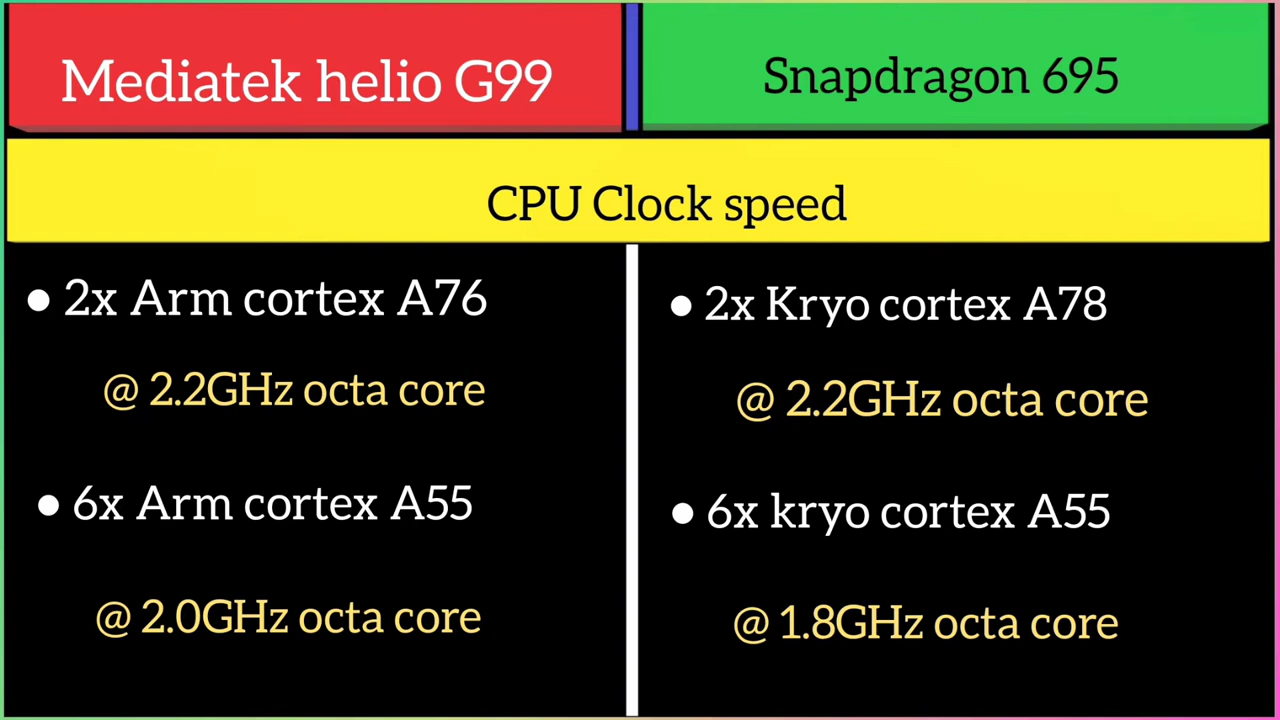 Mediatek helio G99
Snapdragon 695
CPU Clock speed
● 2x Arm cortex A76
@ 2.2GHz octa core
● 6x Arm cortex A55
@ 2.0GHz octa core
● 2x Kryo cortex A78
@ 2.2GHz octa core
● 6x kryo cortex A55
@ 1.8GHz octa core